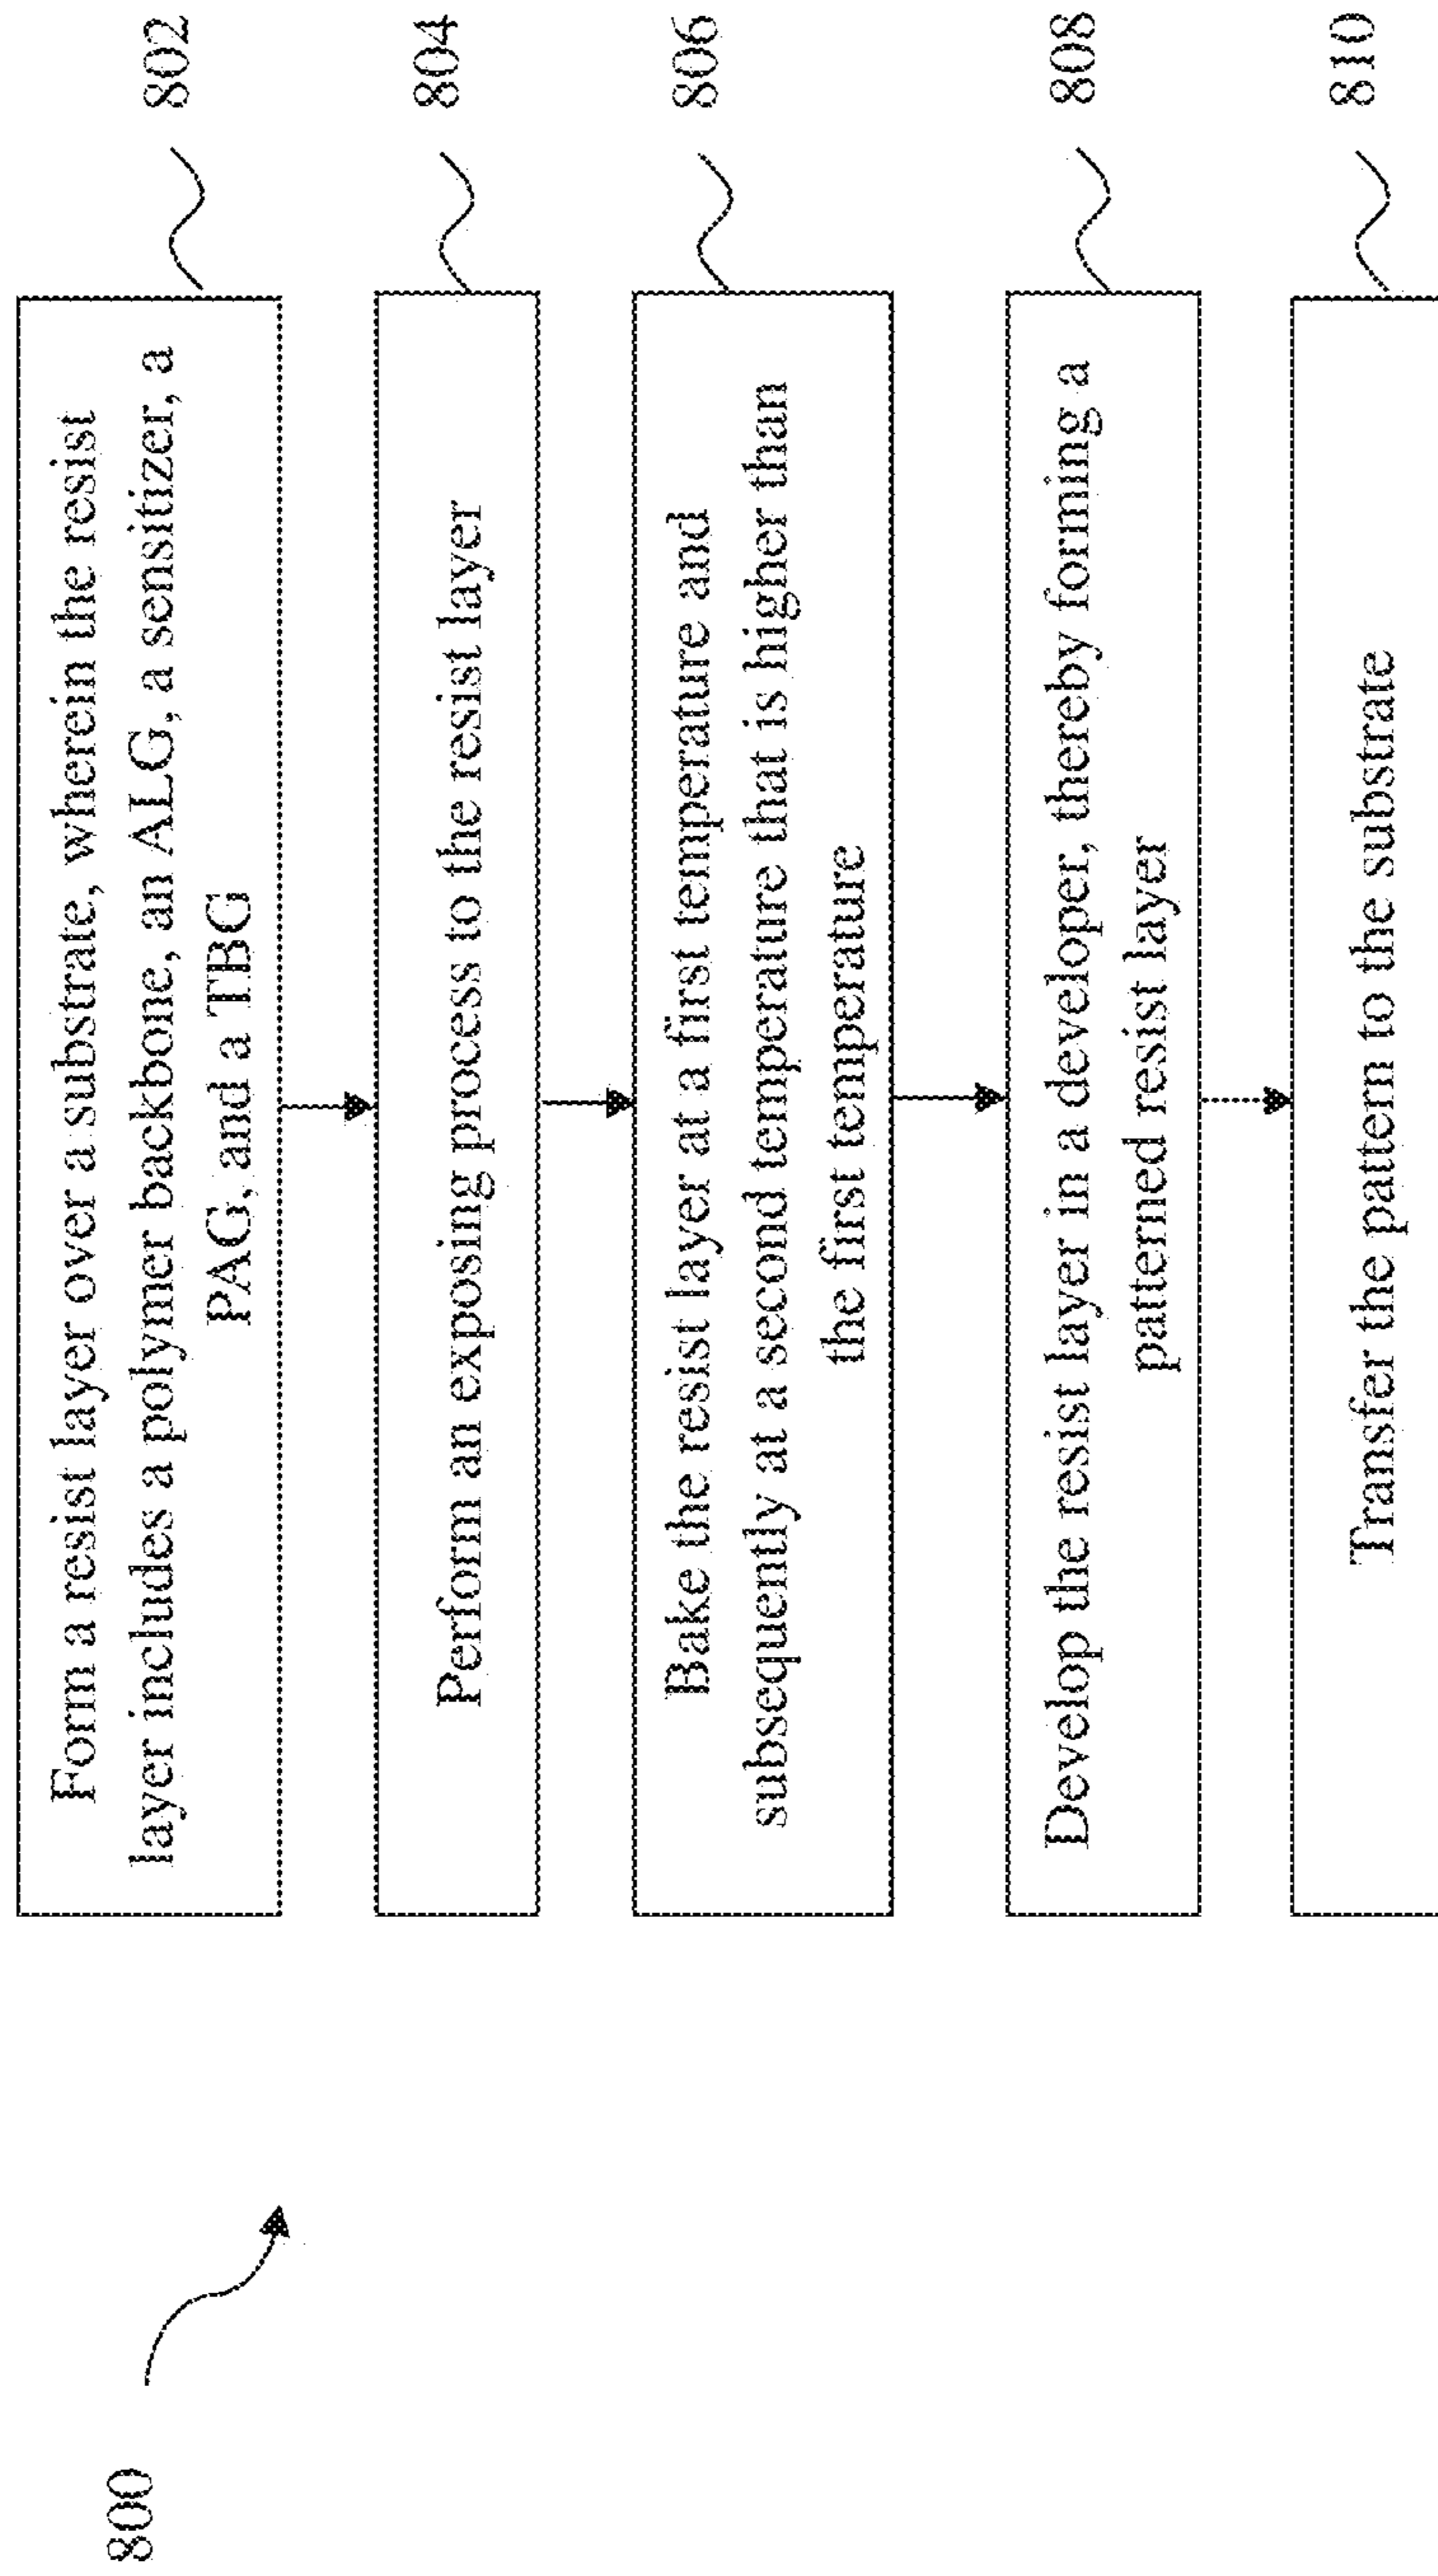 800
Form a resist layer over a substrate, wherein the resist
layer includes a polymer backbone, an ALG, a sensitizer, a
PAG, and a TBG
802
Perform an exposing process to the resist layer
804
Bake the resist layer at a first temperature and
subsequently at a second temperature that is higher than
the first temperature
806
Develop the resist layer in a developer, thereby forming a
patterned resist layer
808
Transfer the pattern to the substrate
810